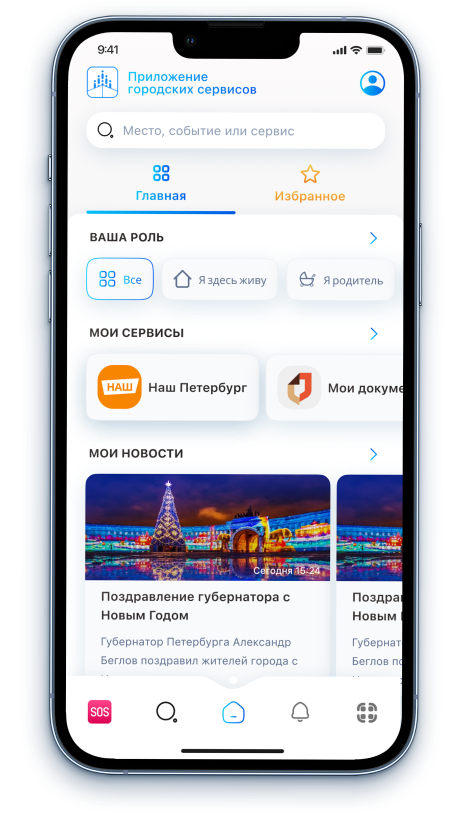 9:41
Приложение
городских сервисов
Место, событие или сервис
Главная
Избранное
ВАША РОЛЬ
Все
Я здесь живу
Я родитель
МОИ СЕРВИСЫ
НАШ
Наш Петербург
Мои докуме
МОИ НОВОСТИ
Сегодня 15:24
Поздравление губернатора с
Новым Годом
Губернатор Петербурга Александр
Беглов поздравил жителей города с
Поздра
Новым
Губернат
Беглов по
SOS